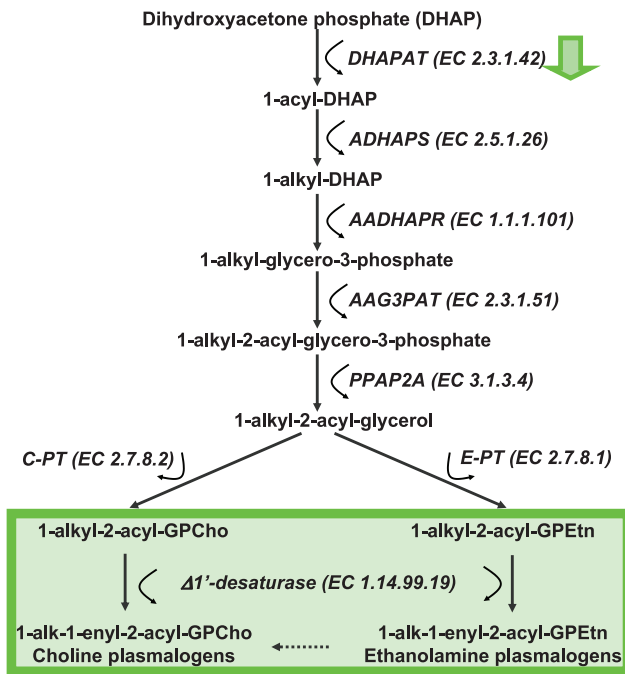 Dihydroxyacetone phosphate (DHAP)
DHAPAT (EC 2.3.1.42)
1-acyl-DHAP
ADHAPS (EC 2.5.1.26)
1-alkyl-DHAP
AADHAPR (EC 1.1.1.101)
1-alkyl-glycero-3-phosphate
AAG3PAT (EC 2.3.1.51)
1-alkyl-2-acyl-glycero-3-phosphate
PPAP2A (EC 3.1.3.4)
1-alkyl-2-acyl-glycerol
C-PT (EC 2.7.8.2)
E-PT (EC 2.7.8.1)
1-alkyl-2-acyl-GPCho
1-alkyl-2-acyl-GPEtn
Δ1'-desaturase (EC 1.14.99.19)
1-alk-1-enyl-2-acyl-GPCho
Choline plasmalogens
1-alk-1-enyl-2-acyl-GPEtn
Ethanolamine plasmalogens